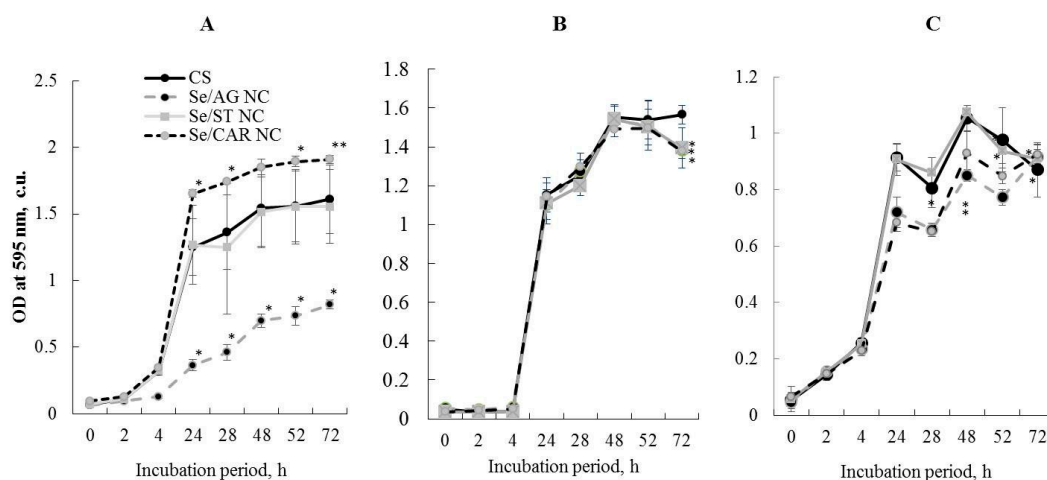 A
B
C
CS
Se/AG NC
Se/ST NC
Se/CAR NC
OD at 595 nm, c.u.
2.5
2
1.5
1
0.5
0
* * * **
* * * * * *
0 2 4 24 28 48 52 72
Incubation period, h
1.8
1.6
1.4
1.2
1
0.8
0.6
0.4
0.2
0
* * *
0 2 4 24 28 48 52 72
Incubation period, h
1.2
1
0.8
0.6
0.4
0.2
0
* * * * * *
0 2 4 24 28 48 52 72
Incubation period, h